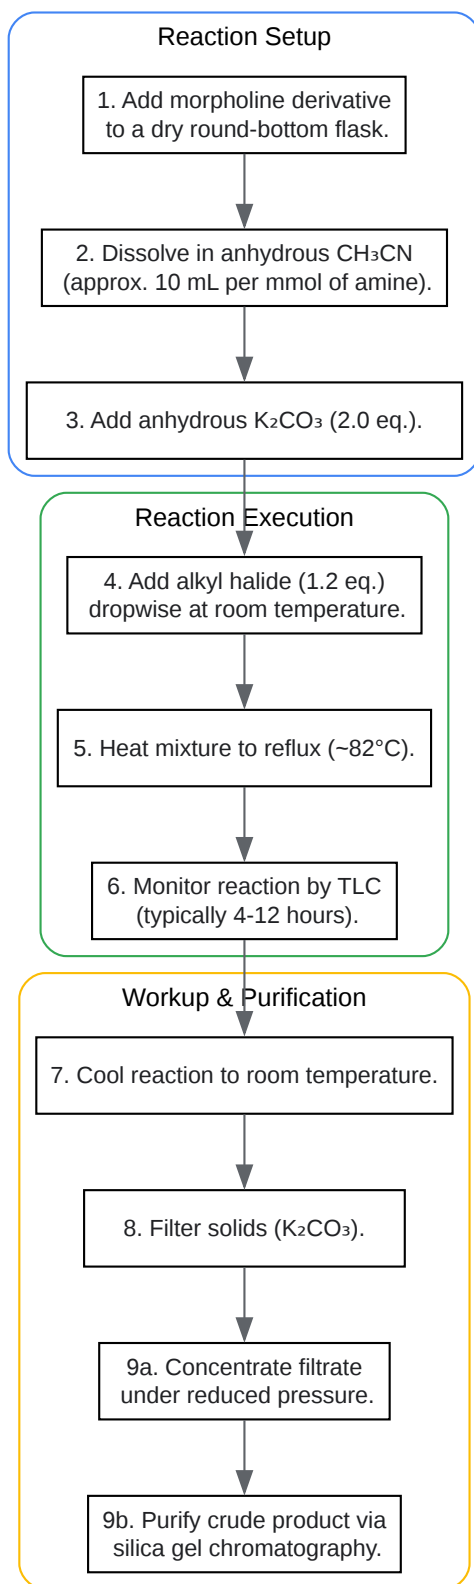 Reaction Setup
1. Add morpholine derivative
to a dry round-bottom flask.
2. Dissolve in anhydrous CH₃CN
(approx. 10 mL per mmol of amine).
3. Add anhydrous K₂CO₃ (2.0 eq.).
Reaction Execution
4. Add alkyl halide (1.2 eq.)
dropwise at room temperature.
5. Heat mixture to reflux (~82°C).
6. Monitor reaction by TLC
(typically 4-12 hours).
Workup & Purification
7. Cool reaction to room temperature.
8. Filter solids (K₂CO₃).
9a. Concentrate filtrate
under reduced pressure.
9b. Purify crude product via
silica gel chromatography.